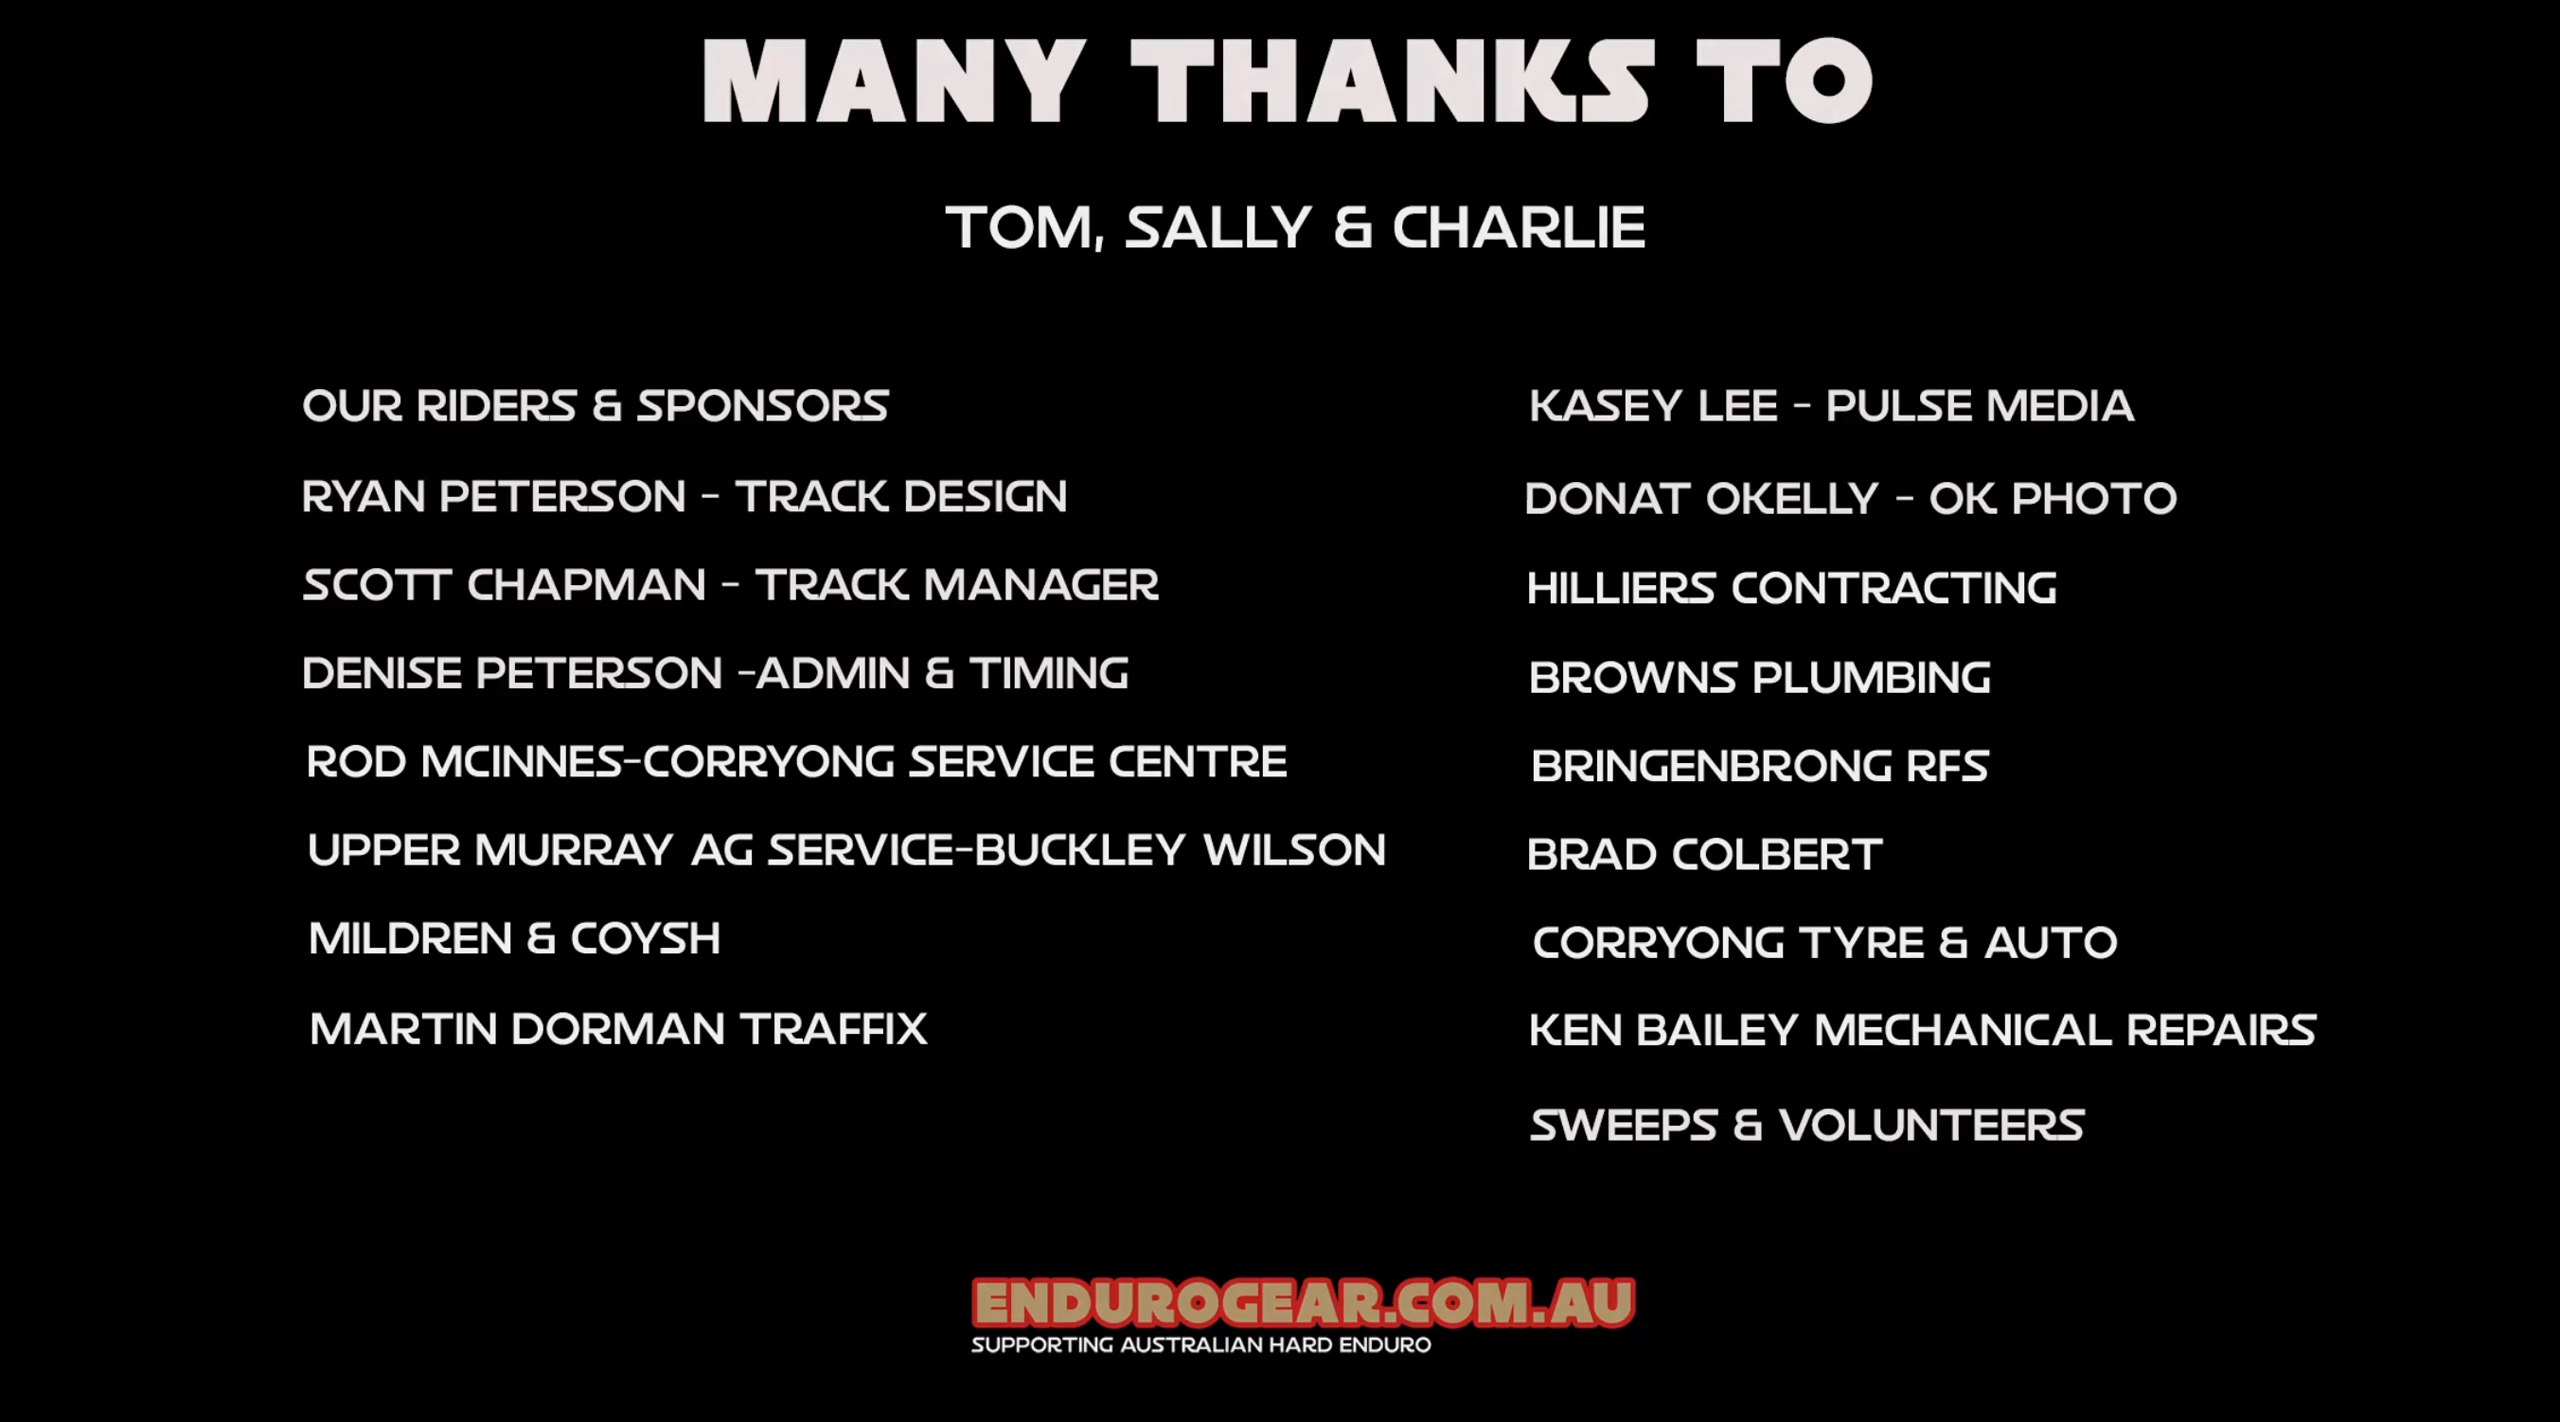 MANY THANKS TO
TOM, SALLY & CHARLIE
OUR RIDERS & SPONSORS
RYAN PETERSON - TRACK DESIGN
SCOTT CHAPMAN - TRACK MANAGER
DENISE PETERSON -ADMIN & TIMING
ROD MCINNES-CORRYONG SERVICE CENTRE
UPPER MURRAY AG SERVICE-BUCKLEY WILSON
MILDREN & COYSH
MARTIN DORMAN TRAFFIX
KASEY LEE - PULSE MEDIA
DONAT OKELLY - OK PHOTO
HILLIERS CONTRACTING
BROWNS PLUMBING
BRINGENBRONG RFS
BRAD COLBERT
CORRYONG TYRE & AUTO
KEN BAILEY MECHANICAL REPAIRS
SWEEPS & VOLUNTEERS
ENDUROGEAR.COM.AU
SUPPORTING AUSTRALIAN HARD ENDURO